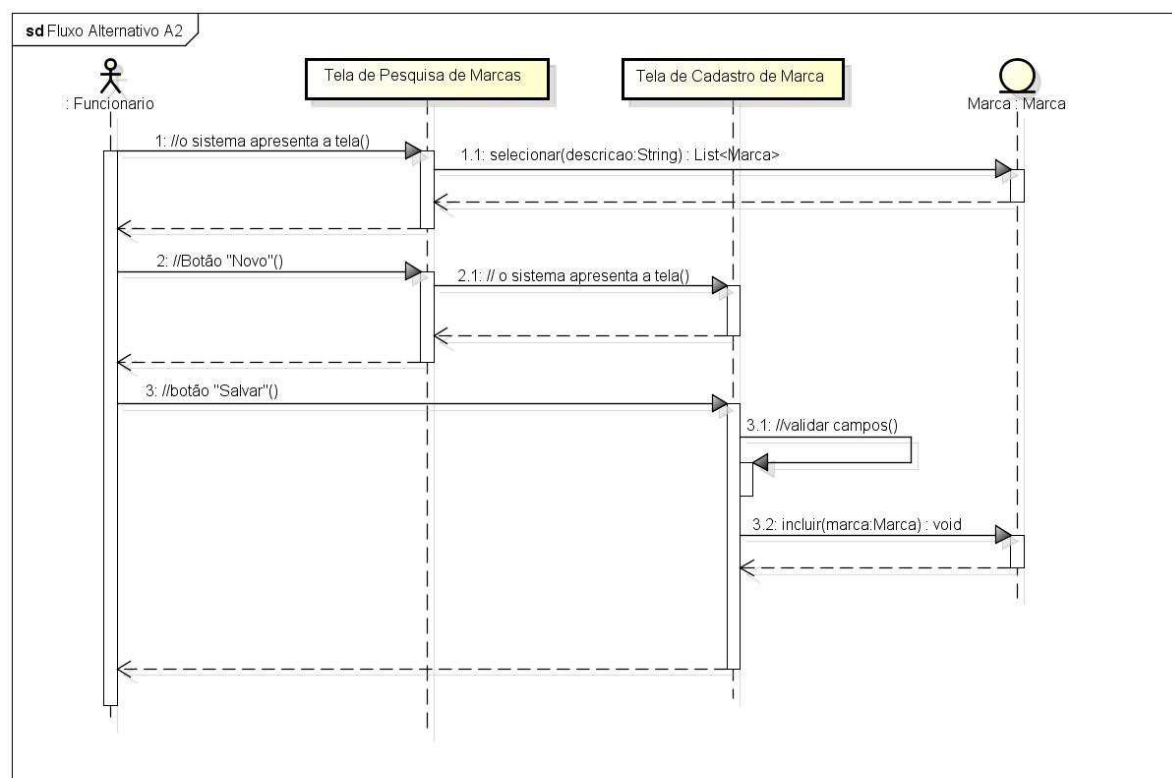 sd Fluxo Alternativo A2
: Funcionario
Tela de Pesquisa de Marcas
Tela de Cadastro de Marca
Marca : Marca
1: //o sistema apresenta a tela()
1.1: selecionar(descricao:String) : List<Marca>
2: //Botão "Novo"()
2.1: // o sistema apresenta a tela()
3: //botão "Salvar"()
3.1: //validar campos()
3.2: incluir(marca:Marca) : void